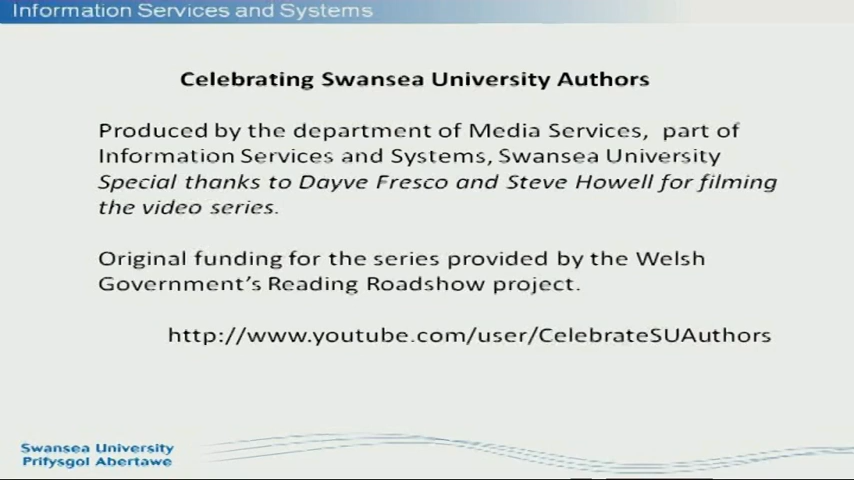 Information Services and Systems
Celebrating Swansea University Authors
Produced by the department of Media Services, part of
Information Services and Systems, Swansea University
Special thanks to Dayve Fresco and Steve Howell for filming
the video series.
Original funding for the series provided by the Welsh
Government's Reading Roadshow project.
http://www.youtube.com/user/CelebrateSUAuthors
Swansea University
Prifysgol Abertawe